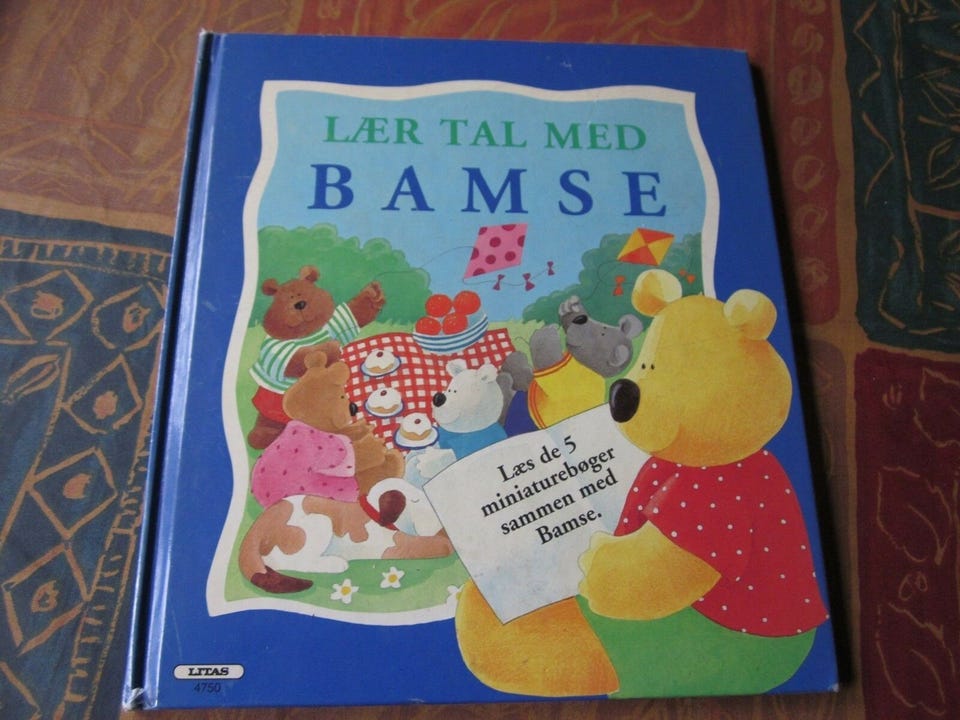 LÆR TAL MED
BAMSE
Læs de 5
miniaturebøger
sammen med
Bamse.
LITAS
4750